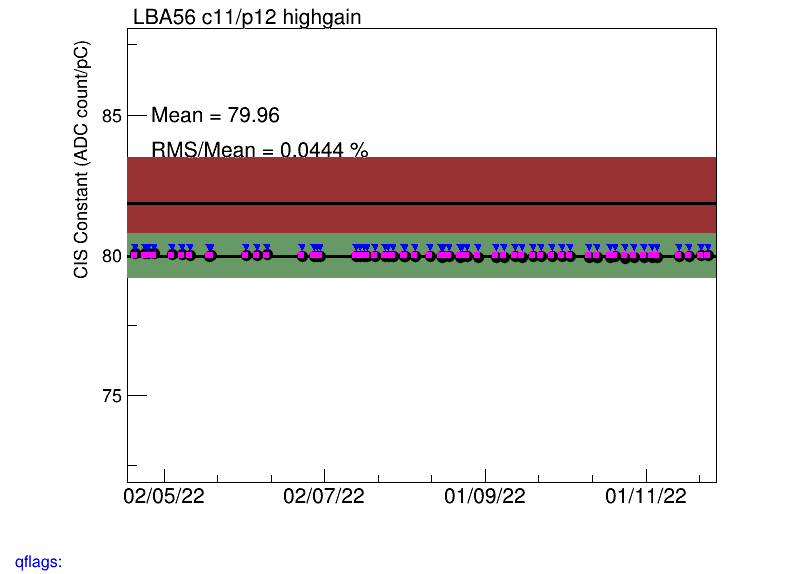 LBA56 c11/p12 highgain
CIS Constant (ADC count/pC)
85
Mean = 79.96
RMS/Mean = 0.0444 %
80
75
02/05/22 02/07/22 01/09/22 01/11/22
qflags: